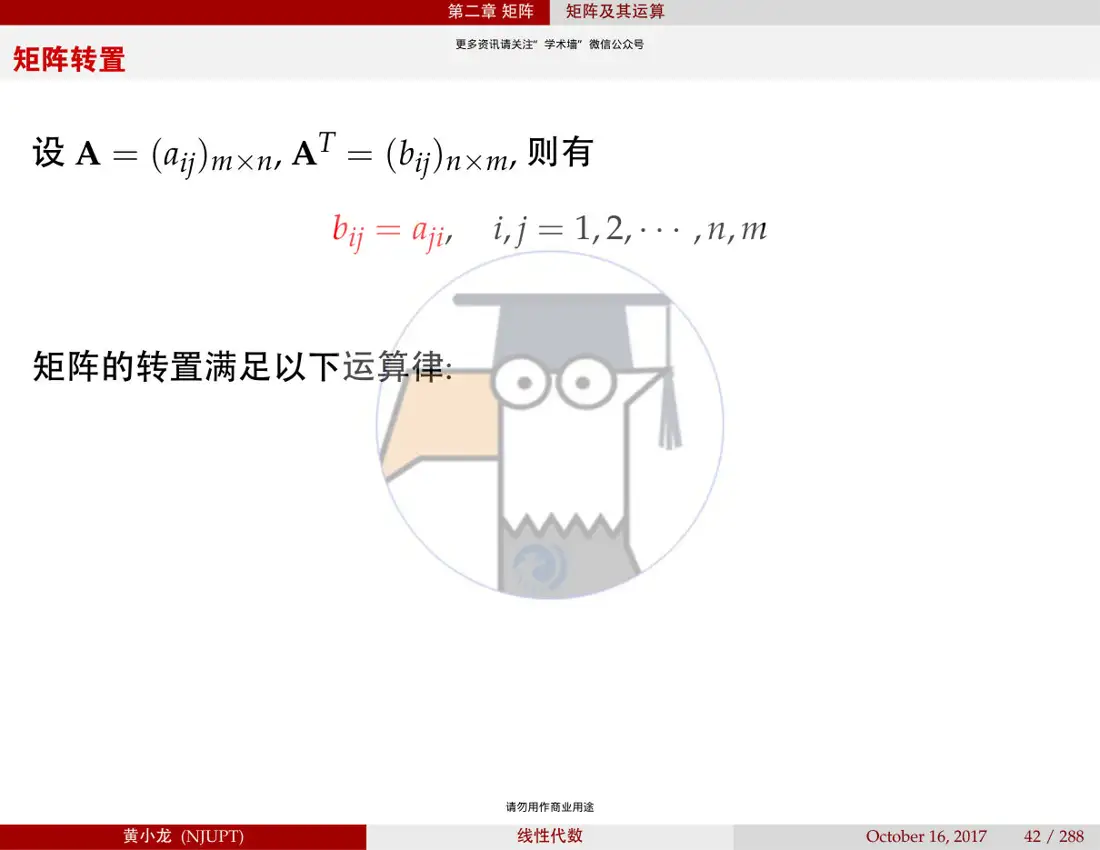 第二章 矩阵 矩阵及其运算
更多资讯请关注“学术墙”微信公众号
矩阵转置
设 A = (a_{ij})_{m×n}, A^T = (b_{ij})_{n×m}, 则有
b_{ij} = a_{ji}, i, j = 1, 2, ··· , n, m
矩阵的转置满足以下运算律:
请勿用作商业用途
黄小龙 (NJUPT) 线性代数 October 16, 2017 42 / 288